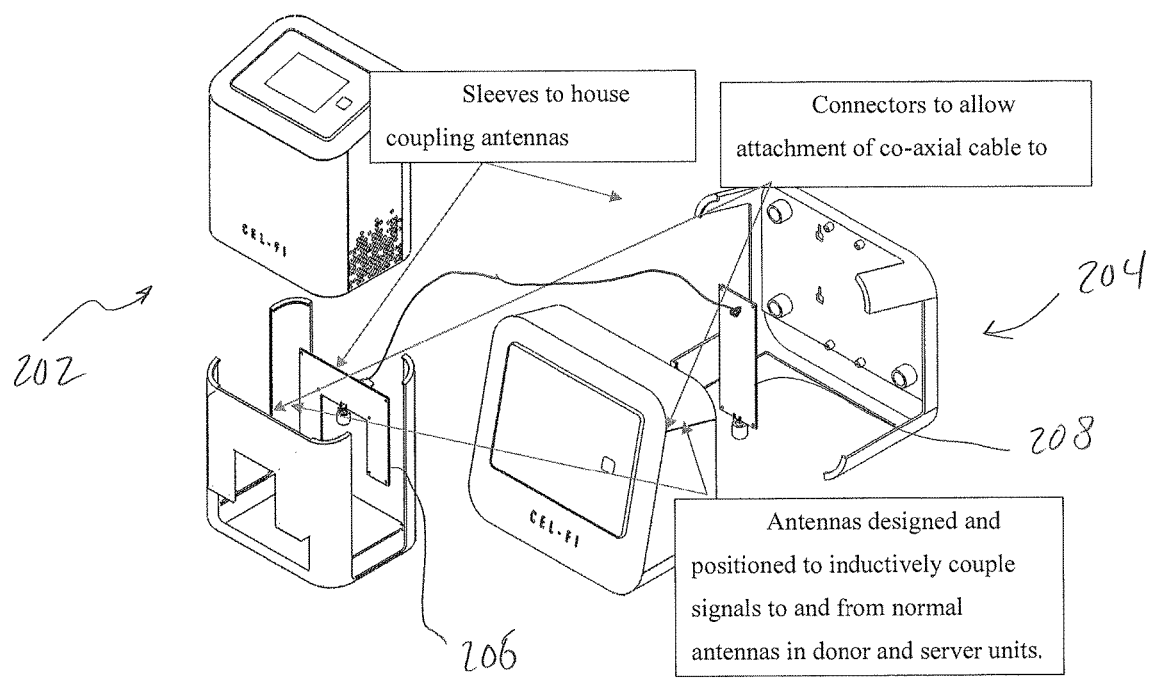 Sleeves to house
coupling antennas
Connectors to allow
attachment of co-axial cable to
CEL-FI
204
202
208
CEL-FI
Antennas designed and
positioned to inductively couple
signals to and from normal
antennas in donor and server units.
206